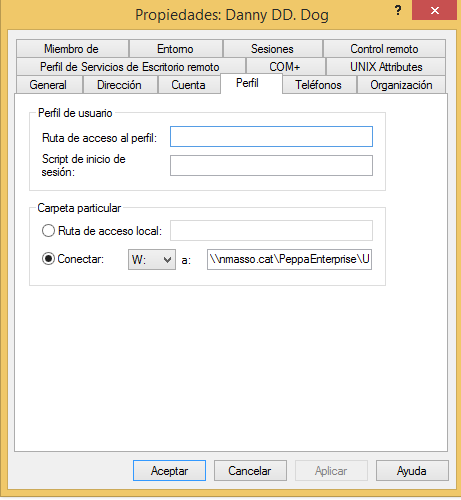 Propiedades: Danny DD. Dog
?
Miembro de Entorno Sesiones Control remoto
Perfil de Servicios de Escritorio remoto COM+ UNIX Attributes
General Dirección Cuenta Perfil Teléfonos Organización
Perfil de usuario
Ruta de acceso al perfil:
Script de inicio de
sesión:
Carpeta particular
Ruta de acceso local:
Conectar: W: a: \\nmasso.cat\PeppaEnterprise\U
Aceptar Cancelar Aplicar Ayuda